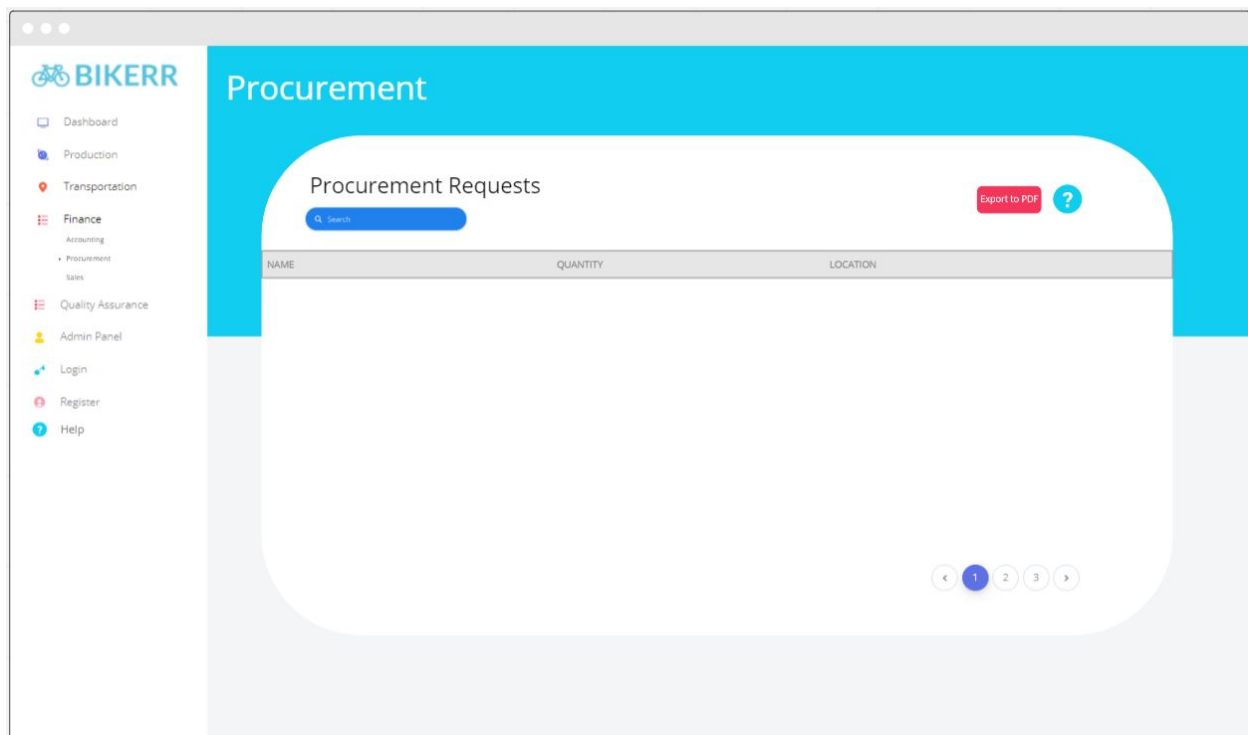 BIKERR
Dashboard
Production
Transportation
Finance
Accounting
Procurement
Sales
Quality Assurance
Admin Panel
Login
Register
? Help
Procurement
Procurement Requests
Search
Export to PDF ?
NAME QUANTITY LOCATION
‹ 1 2 3 ›